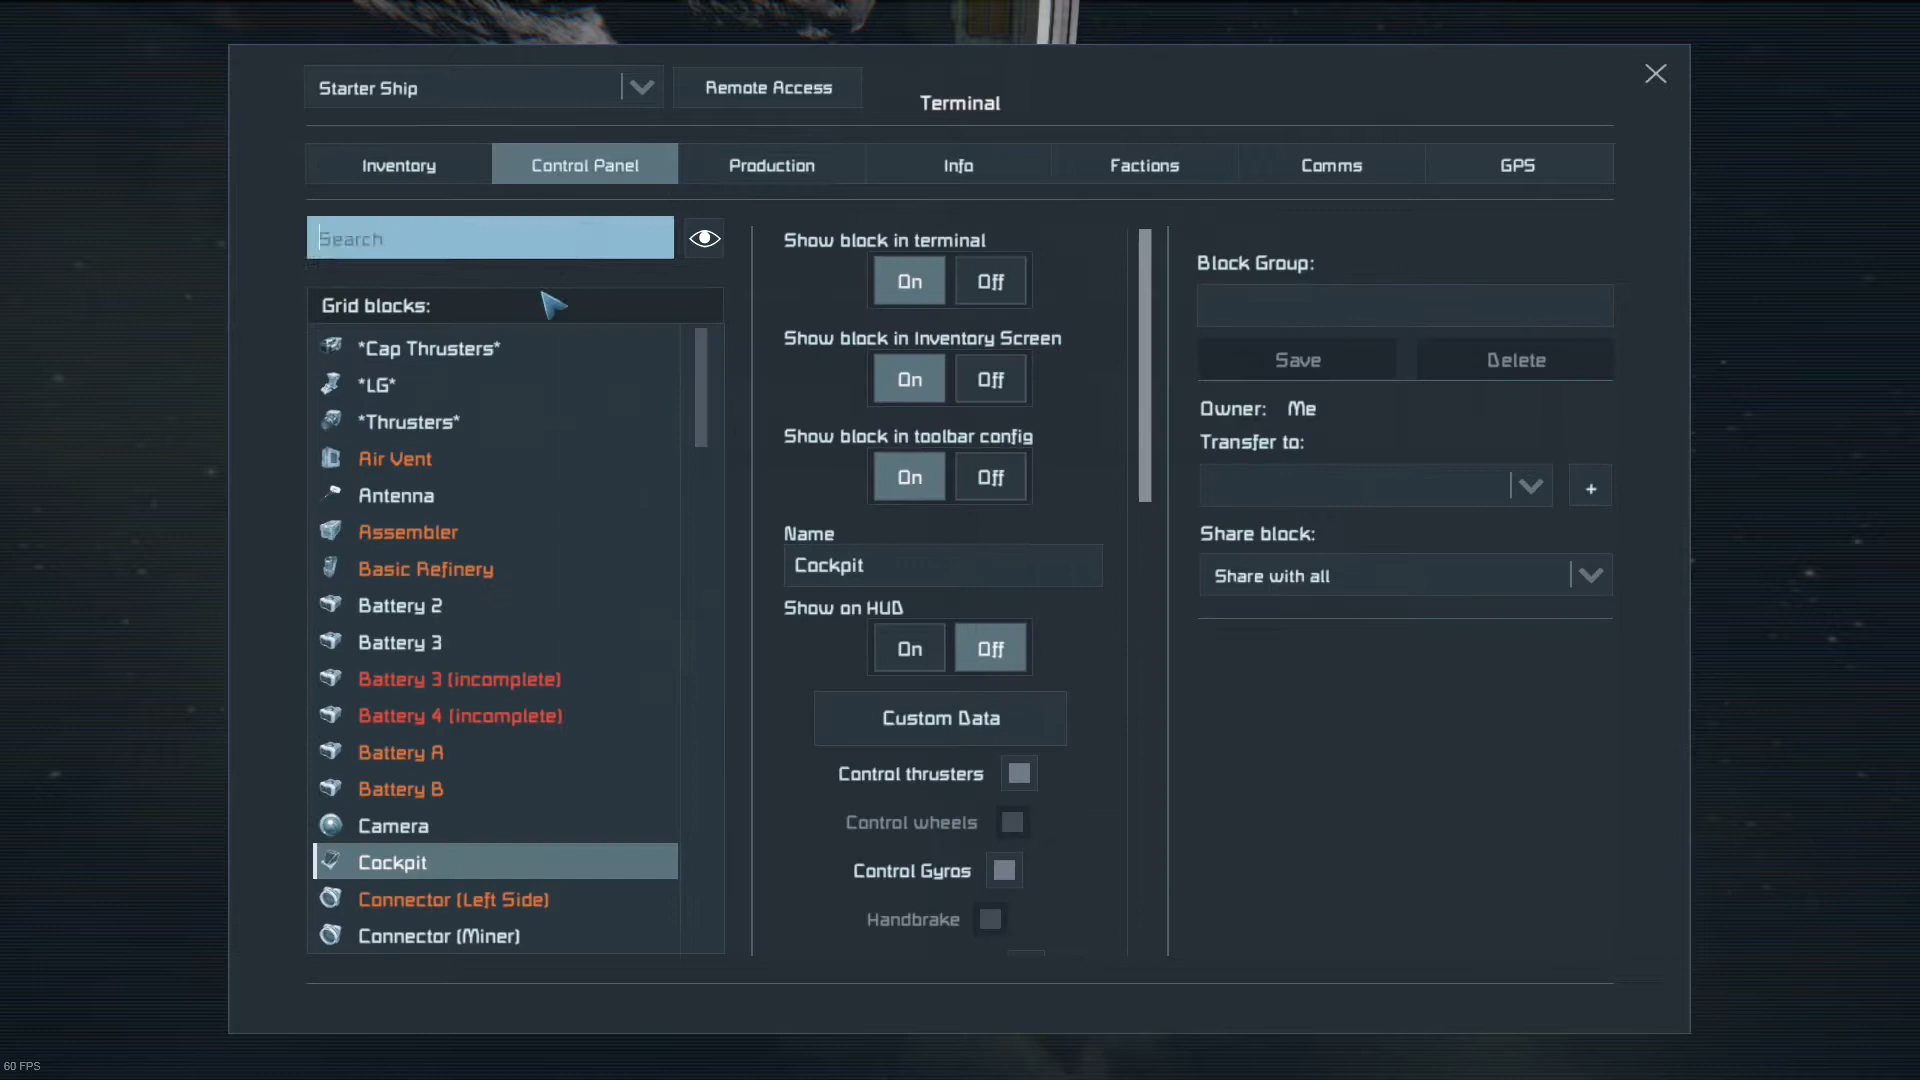 Starter Ship
Remote Access
Terminal
Inventory
Control Panel
Production
Info
Factions
Comms
GPS
Search
Grid blocks:
*Cap Thrusters*
*LG*
*Thrusters*
Air Vent
Antenna
Assembler
Basic Refinery
Battery 2
Battery 3
Battery 3 (incomplete)
Battery 4 (incomplete)
Battery A
Battery B
Camera
Cockpit
Connector (Left Side)
Connector (Miner)
Show block in terminal
On
Off
Show block in Inventory Screen
On
Off
Show block in toolbar config
On
Off
Name
Cockpit
Show on HUD
On
Off
Custom Data
Control thrusters
Control wheels
Control Gyros
Handbrake
Block Group:
Save
Delete
Owner: Me
Transfer to:
+
Share block:
Share with all
60 FPS